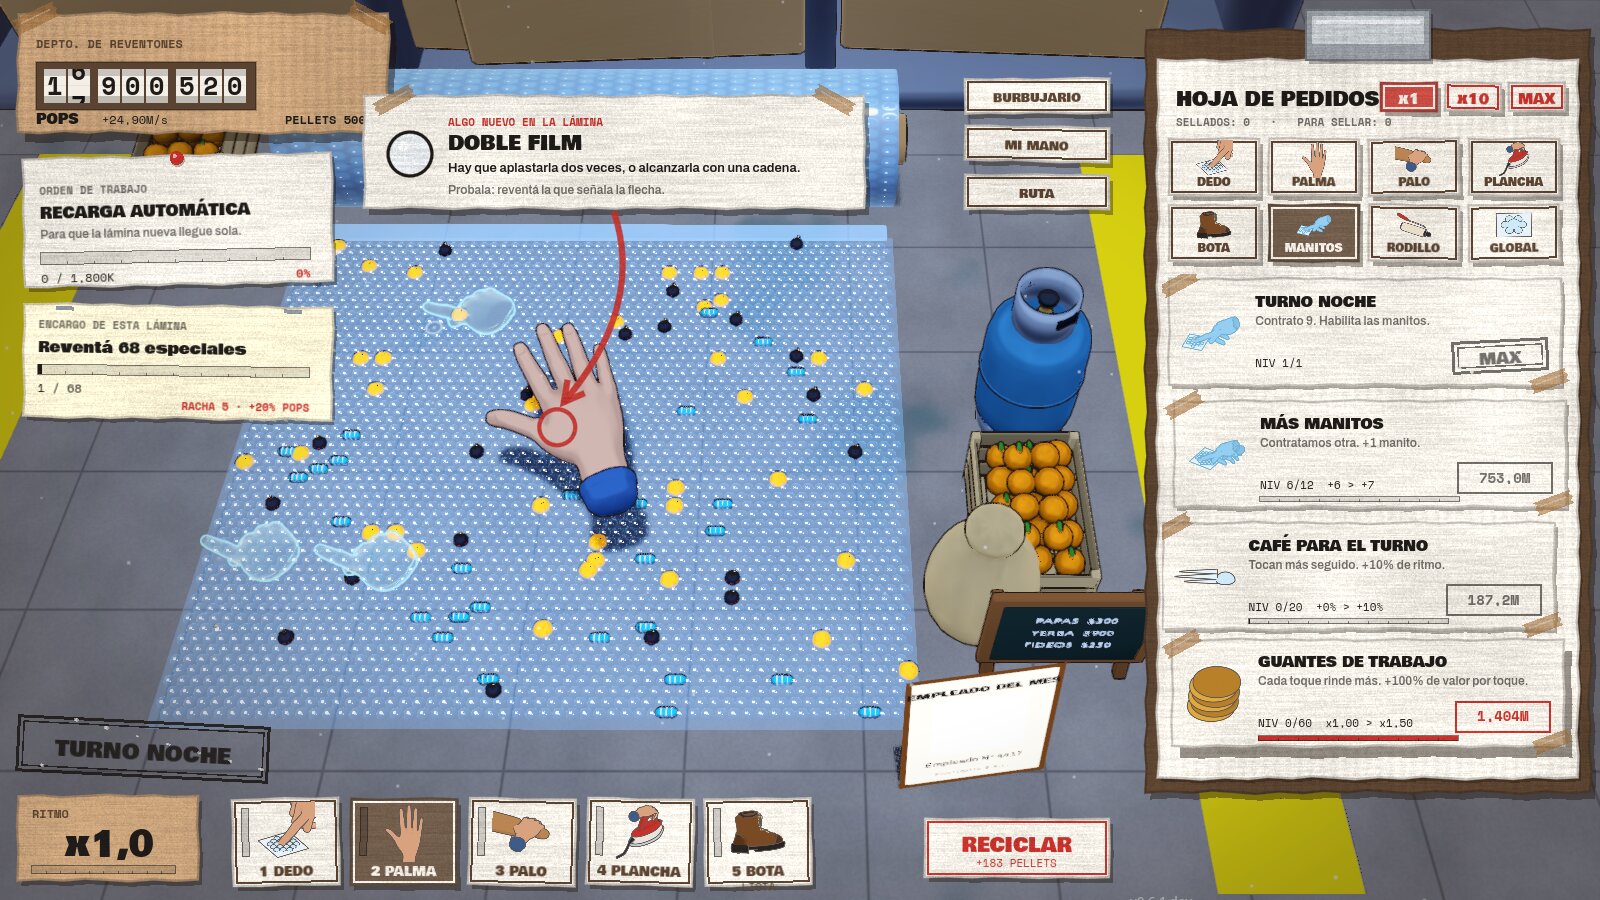 DEPTO. DE REVENTONES
900520
POPS +24,90M/s PELLETS 500
ORDEN DE TRABAJO
RECARGA AUTOMÁTICA
Para que la lámina nueva llegue sola.
0 / 1.800K 0%
ENCARGO DE ESTA LÁMINA
Reventá 68 especiales
1 / 68
RACHA 5 · +20% POPS
ALGO NUEVO EN LA LÁMINA
DOBLE FILM
Hay que aplastarla dos veces, o alcanzarla con una cadena.
Probala: reventá la que señala la flecha.
BURBUJARIO
MI MANO
RUTA
HOJA DE PEDIDOS x1 x10 MAX
SELLADOS: 0 · PARA SELLAR: 0
DEDO PALMA PALO PLANCHA
BOTA MANITOS RODILLO GLOBAL
TURNO NOCHE
Contrato 9. Habilita las manitos.
NIV 1/1 MAX
MÁS MANITOS
Contratamos otra. +1 manito.
NIV 6/12 +6 > +7 753,0M
CAFÉ PARA EL TURNO
Tocan más seguido. +10% de ritmo.
NIV 0/20 +0% > +10% 187,2M
GUANTES DE TRABAJO
Cada toque rinde más. +100% de valor por toque.
NIV 0/60 x1,00 > x1,50 1,404M
PAPAS $300
YERBA $900
FIDEOS $250
EMPLEADO DEL MES
TURNO NOCHE
RITMO
x1,0
1 DEDO
2 PALMA
3 PALO
4 PLANCHA
5 BOTA
RECICLAR
+183 PELLETS